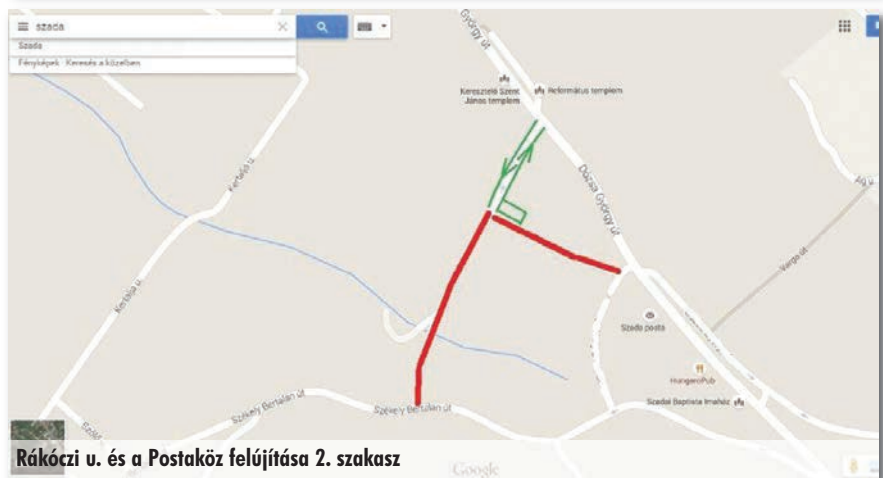 szada
Szada
Fényképek Keresés a közelben
György út
Keresztelő Szent
János templom
Református templom
Kertalja u.
Dózsa György út
Vargo út
Kertalja u.
Szada posta
HungaroPub
Szadai Baptista Imaház
Székely Bertalan út
Székely Bertalan út
Rákóczi u. és a Postaköz felújítása 2. szakasz
Google